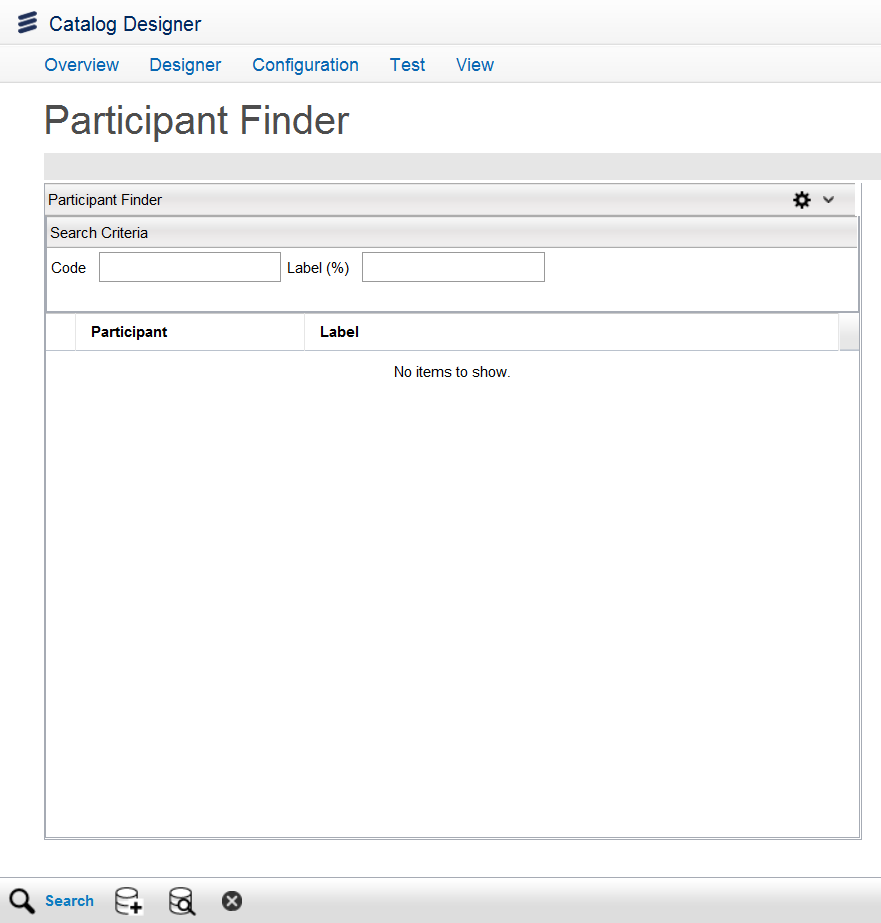 Catalog Designer
Overview Designer Configuration Test View
Participant Finder
Participant Finder
Search Criteria
Code Label (%)
Participant Label
No items to show.
Search